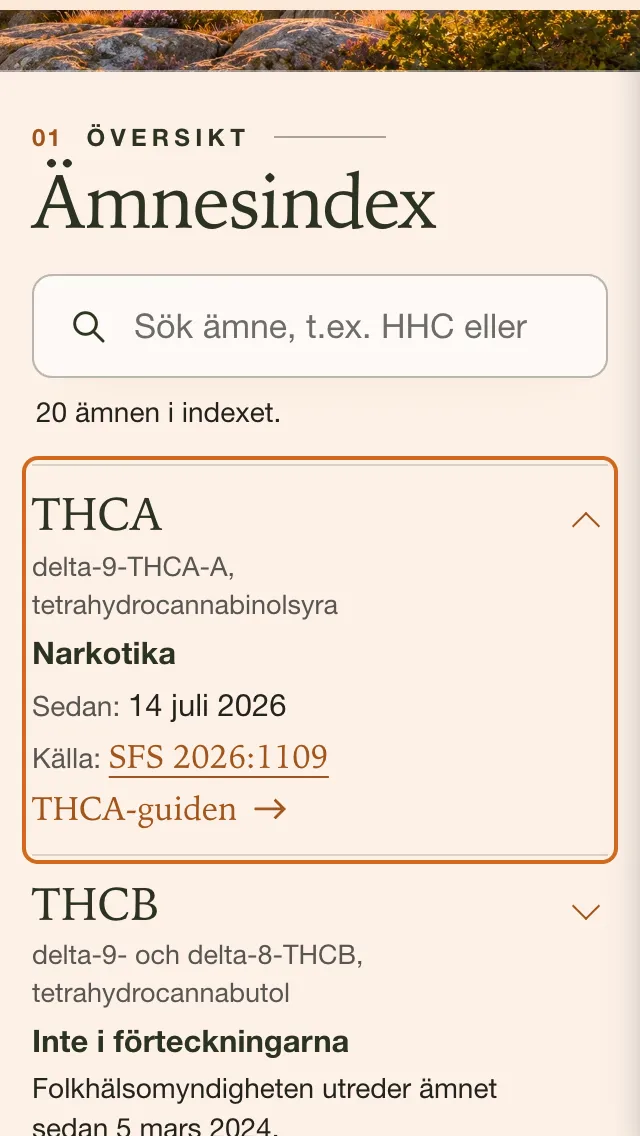 01 ÖVERSIKT
Ämnesindex
Sök ämne, t.ex. HHC eller
20 ämnen i indexet.
THCA
delta-9-THCA-A,
tetrahydrocannabinolsyra
Narkotika
Sedan: 14 juli 2026
Källa: SFS 2026:1109
THCA-guiden →
THCB
delta-9- och delta-8-THCB,
tetrahydrocannabutol
Inte i förteckningarna
Folkhälsomyndigheten utreder ämnet
sedan 5 mars 2024.